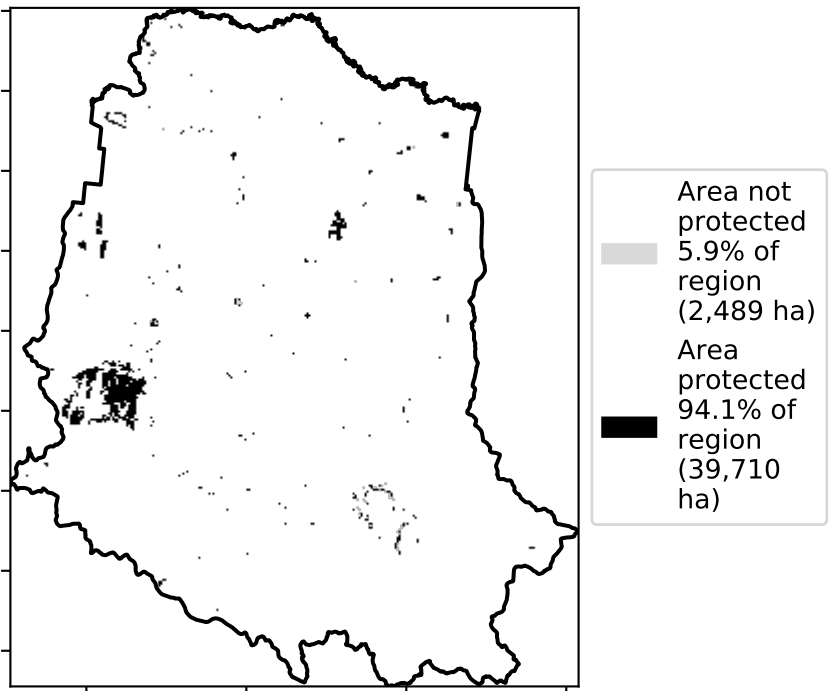 Area not
protected
5.9% of
region
(2,489 ha)
Area
protected
94.1% of
region
(39,710
ha)